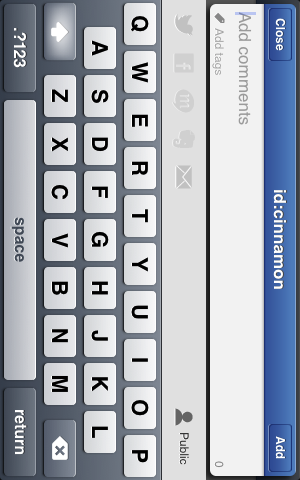 Close id:cinnamon Add
Add comments
Add tags 0
Public
Q W E R T Y U I O P
A S D F G H J K L
Z X C V B N M
.?123 space return